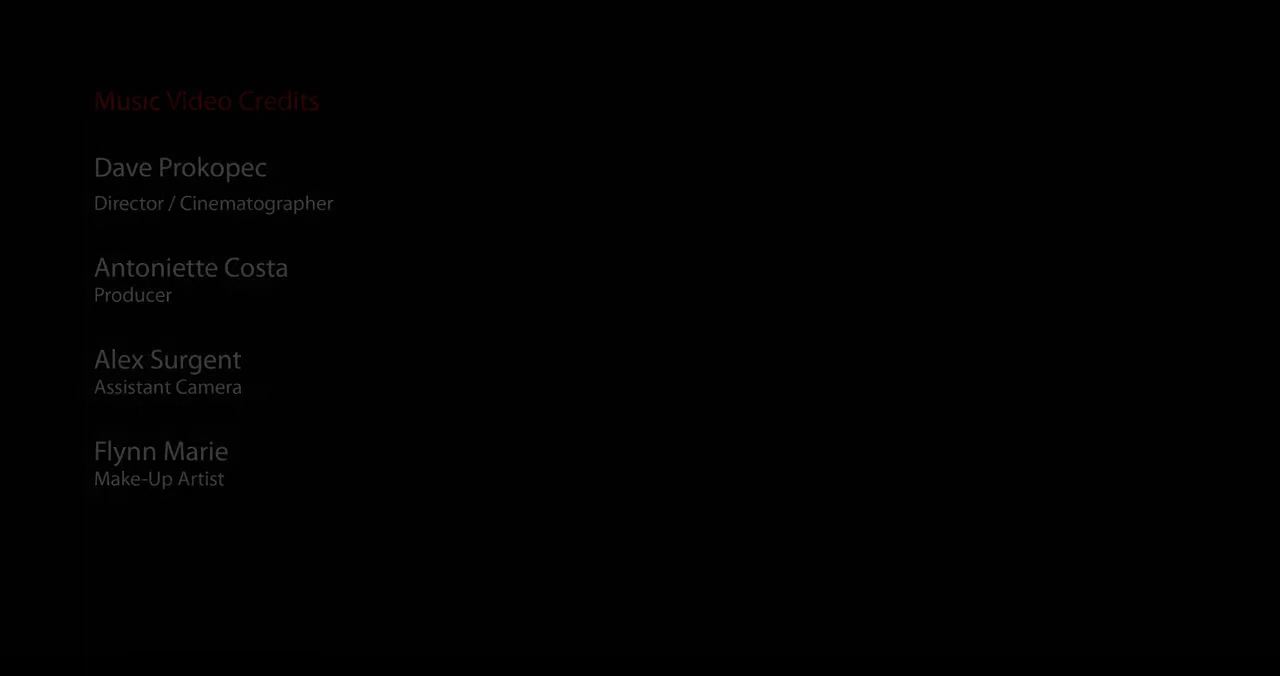 Music Video Credits
Dave Prokopec
Director / Cinematographer
Antoniette Costa
Producer
Alex Surgent
Assistant Camera
Flynn Marie
Make-Up Artist